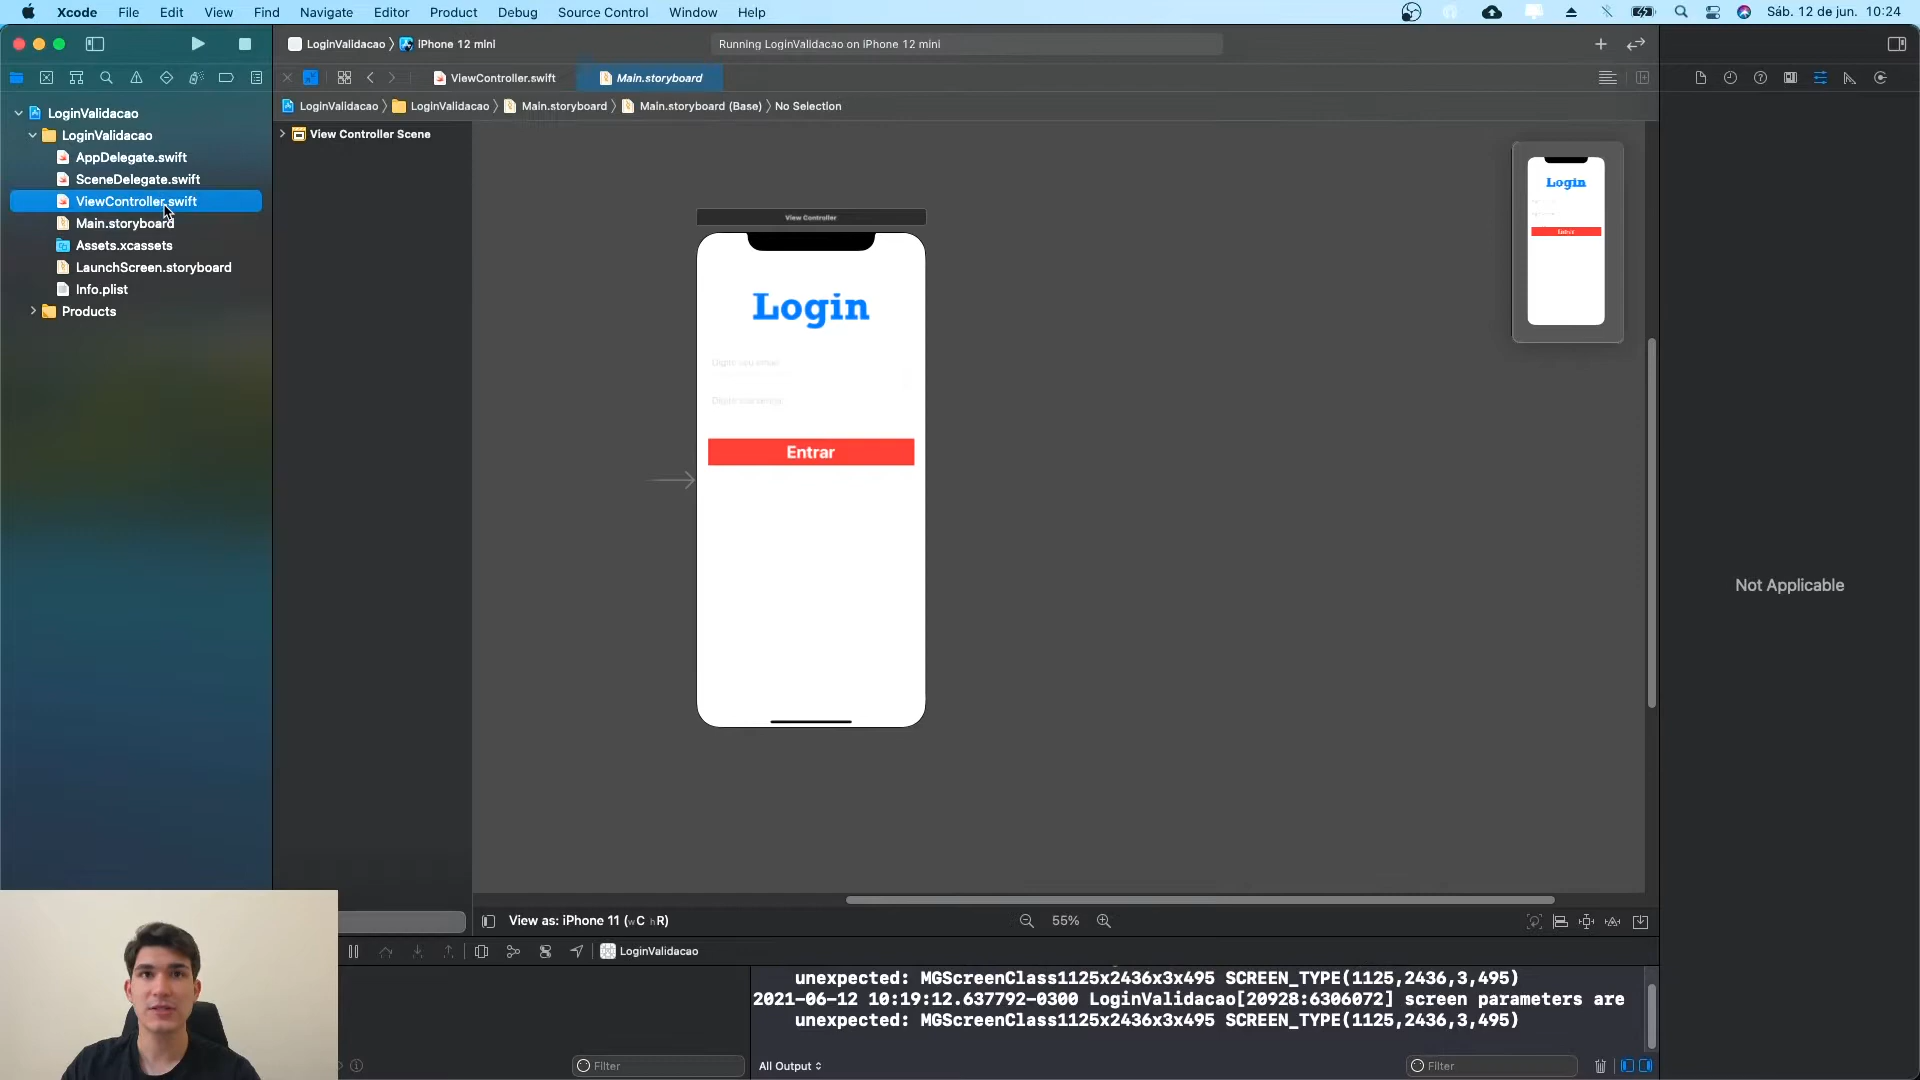 Xcode File Edit View Find Navigate Editor Product Debug Source Control Window Help Sáb. 12 de jun. 10:24
LoginValidacao iPhone 12 mini Running LoginValidacao on iPhone 12 mini
ViewController.swift Main.storyboard
LoginValidacao LoginValidacao Main.storyboard Main.storyboard (Base) No Selection
LoginValidacao
LoginValidacao
AppDelegate.swift
SceneDelegate.swift
ViewController.swift
Main.storyboard
Assets.xcassets
LaunchScreen.storyboard
Info.plist
Products
View Controller Scene
View Controller
Login
Entrar
Login
Entrar
Not Applicable
View as: iPhone 11 (wC hR) 55%
LoginValidacao
unexpected: MGScreenClass1125x2436x3x495 SCREEN_TYPE(1125,2436,3,495)
2021-06-12 10:19:12.637792-0300 LoginValidacao[20928:6306072] screen parameters are
unexpected: MGScreenClass1125x2436x3x495 SCREEN_TYPE(1125,2436,3,495)
Filter All Output Filter